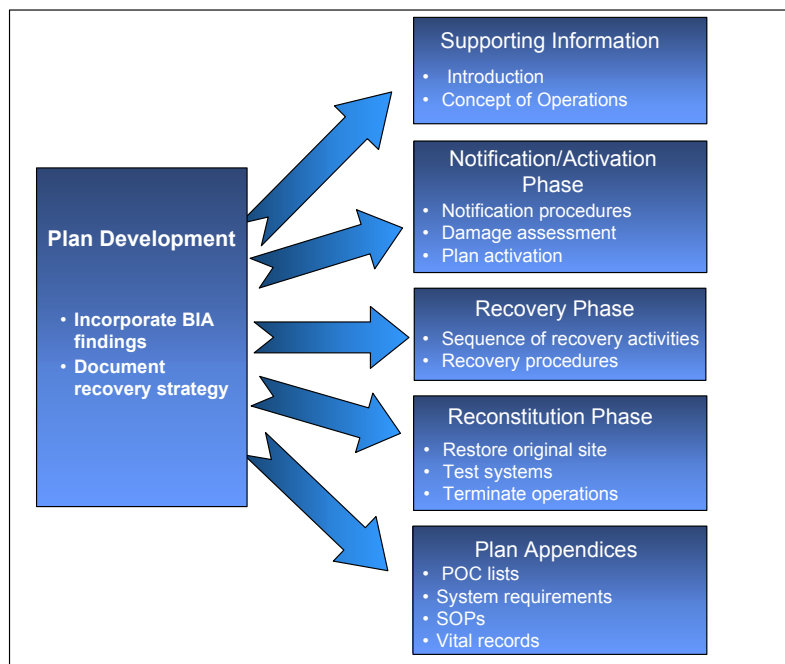 Plan Development
• Incorporate BIA
findings
• Document
recovery strategy
Supporting Information
• Introduction
• Concept of Operations
Notification/Activation
Phase
• Notification procedures
• Damage assessment
• Plan activation
Recovery Phase
• Sequence of recovery activities
• Recovery procedures
Reconstitution Phase
• Restore original site
• Test systems
• Terminate operations
Plan Appendices
• POC lists
• System requirements
• SOPs
• Vital records